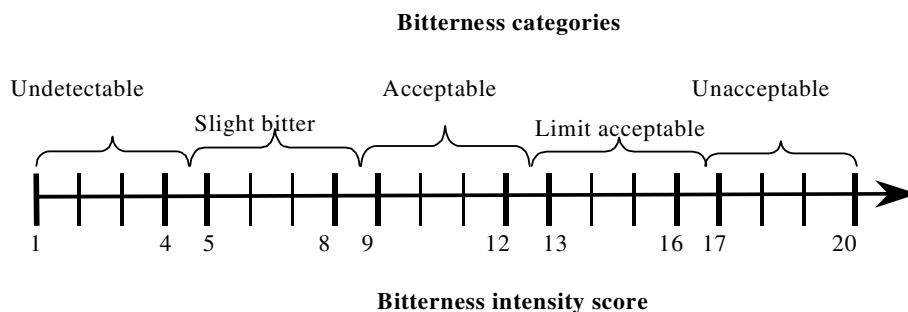 Bitterness categories
Undetectable Acceptable Unacceptable
Slight bitter Limit acceptable
1 4 5 8 9 12 13 16 17 20
Bitterness intensity score